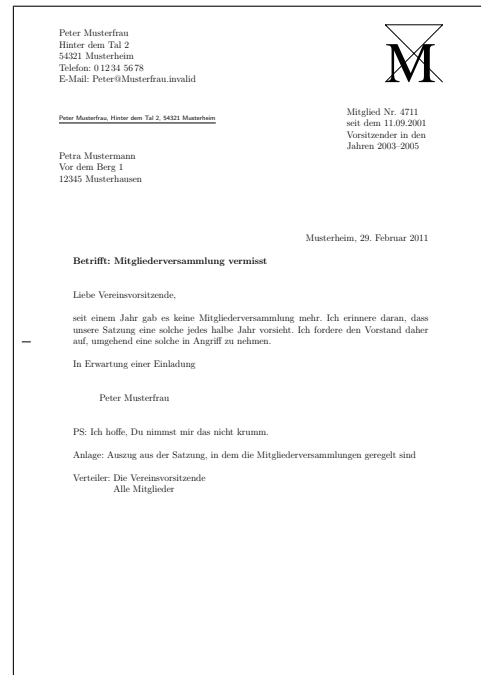 Peter Musterfrau
Hinter dem Tal 2
54321 Musterheim
Telefon: 0 12 34 56 78
E-Mail: Peter@Musterfrau.invalid
M
Peter Musterfrau, Hinter dem Tal 2, 54321 Musterheim
Mitglied Nr. 4711
seit dem 11.09.2001
Vorsitzender in den
Jahren 2003–2005
Petra Mustermann
Vor dem Berg 1
12345 Musterhausen
Musterheim, 29. Februar 2011
Betrifft: Mitgliederversammlung vermisst
Liebe Vereinsvorsitzende,
seit einem Jahr gab es keine Mitgliederversammlung mehr. Ich erinnere daran, dass
unsere Satzung eine solche jedes halbe Jahr vorsieht. Ich fordere den Vorstand daher
auf, umgehend eine solche in Angriff zu nehmen.
In Erwartung einer Einladung
Peter Musterfrau
PS: Ich hoffe, Du nimmst mir das nicht krumm.
Anlage: Auszug aus der Satzung, in dem die Mitgliederversammlungen geregelt sind
Verteiler: Die Vereinsvorsitzende
Alle Mitglieder